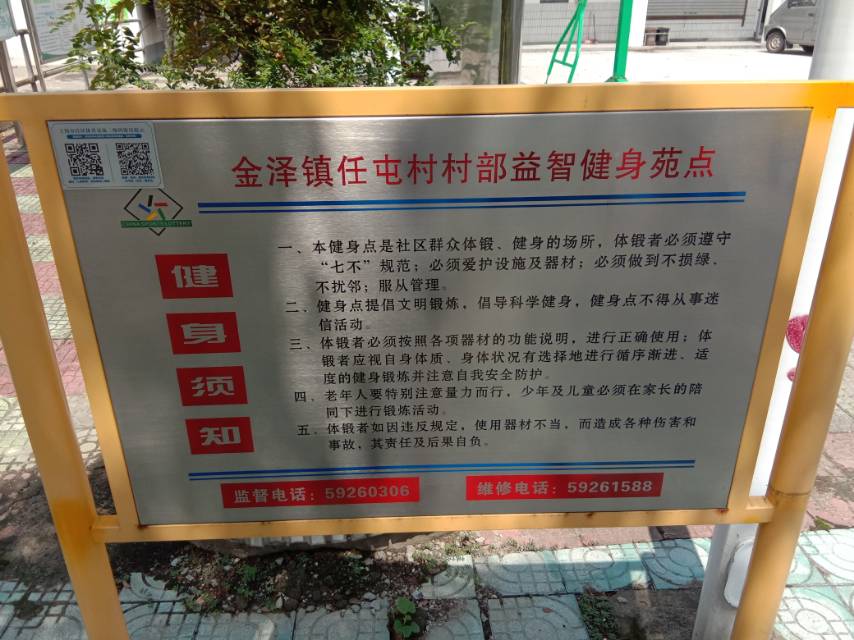 金泽镇任屯村村部益智健身苑点
CHINA SPORTS LOTTERY
健
身
须
知
一、本健身点是社区群众体锻、健身的场所，体锻者必须遵守
“七不”规范；必须爱护设施及器材；必须做到不损绿、
不扰邻；服从管理。
二、健身点提倡文明锻炼，倡导科学健身，健身点不得从事迷
信活动。
三、体锻者必须按照各项器材的功能说明，进行正确使用；体
锻者应视自身体质、身体状况有选择地进行循序渐进、适
度的健身锻炼并注意自我安全防护。
四、老年人要特别注意量力而行，少年及儿童必须在家长的陪
同下进行锻炼活动。
五、体锻者如因违反规定，使用器材不当，而造成各种伤害和
事故，其责任及后果自负。
监督电话：59260306
维修电话：59261588